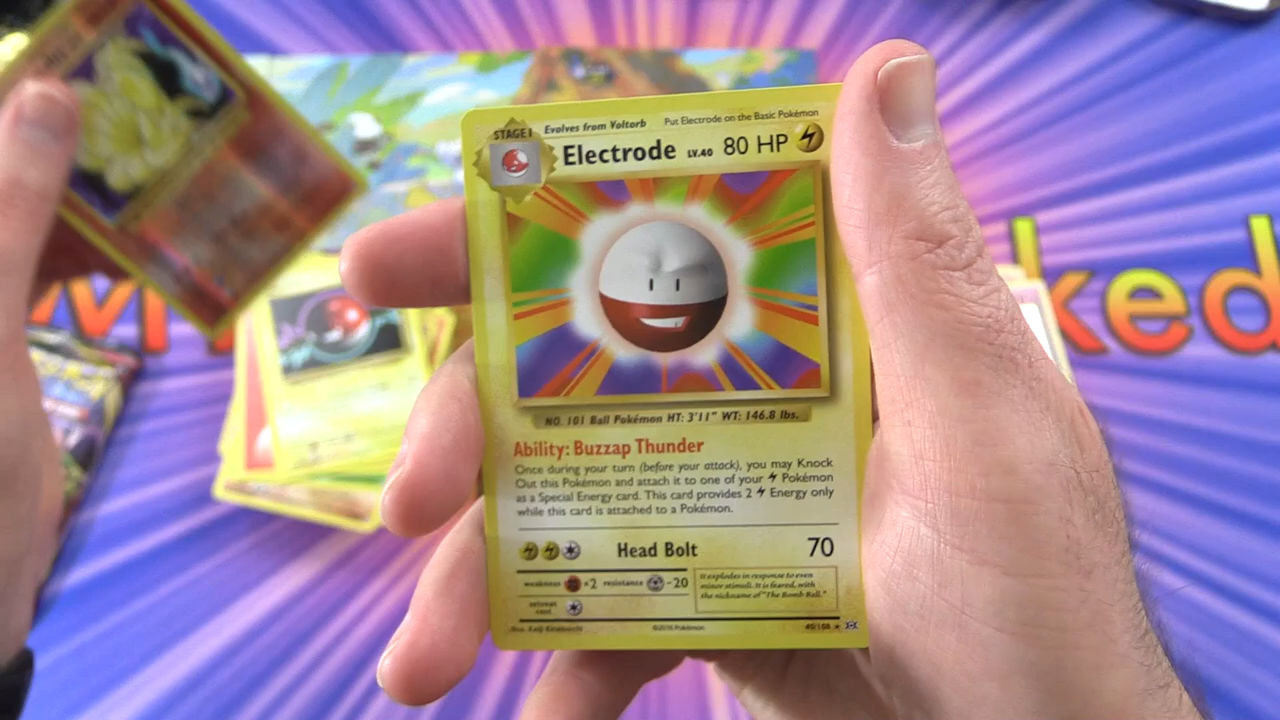 STAGE 1 Evolves from Voltorb Put Electrode on the Basic Pokémon
Electrode LV.40 80 HP
NO. 101 Ball Pokémon HT: 3'11" WT: 146.8 lbs.
Ability: Buzzap Thunder
Once during your turn (before your attack), you may Knock
Out this Pokémon and attach it to one of your Pokémon
as a Special Energy card. This card provides 2 Energy only
while this card is attached to a Pokémon.
Head Bolt 70
weakness ×2 resistance -20
retreat cost
It explodes in response to even
minor stimuli. It is feared, with
the nickname of "The Bomb Ball."
Illus. Keiji Kinebuchi ©2016 Pokémon 40/108
ked